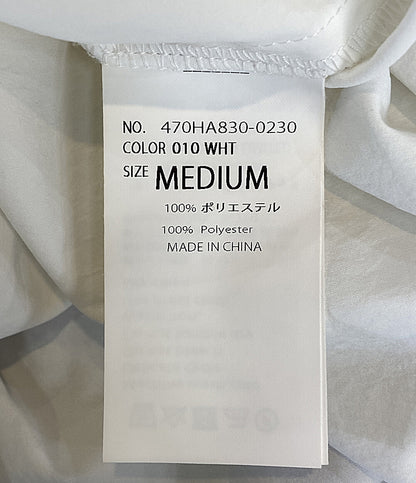 NO. 470HA830-0230
COLOR 010 WHT
SIZE MEDIUM
100% ポリエステル
100% Polyester
MADE IN CHINA